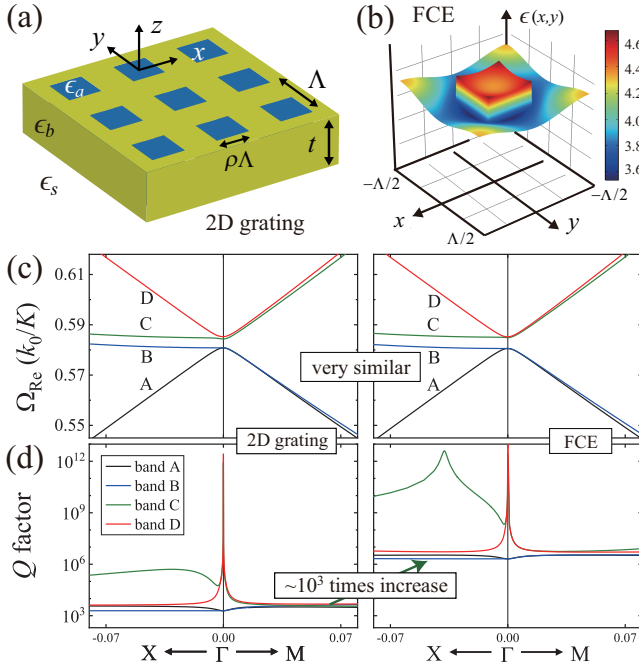 (a)
z
y
x
ϵₐ
Λ
ϵ_b
t
ρΛ
ϵₛ
2D grating
(b)
FCE
ϵ(x,y)
4.6
4.4
4.2
4.0
3.8
3.6
−Λ/2
−Λ/2
x
y
Λ/2
(c)
0.61
0.59
0.57
0.55
Ω_Re (k₀/K)
D
C
B
A
D
C
B
A
very similar
2D grating
FCE
(d)
10¹²
10⁹
10⁶
10³
Q factor
band A
band B
band C
band D
~10³ times increase
-0.07 0.00 0.07
-0.07 0.00 0.07
X Γ M
X Γ M